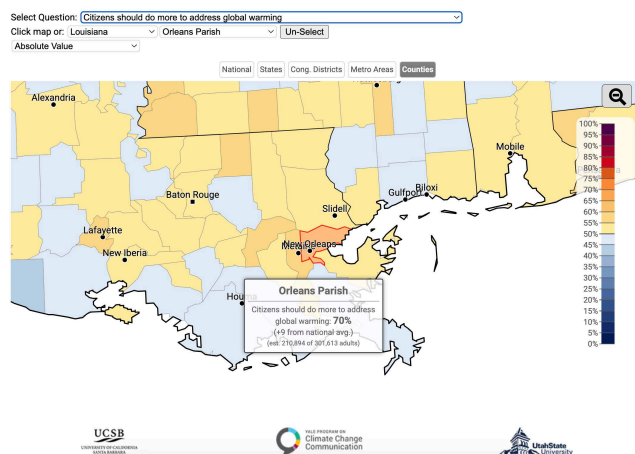 Select Question: Citizens should do more to address global warming
Click map or: Louisiana Orleans Parish Un-Select
Absolute Value
National States Cong. Districts Metro Areas Counties
Alexandria
100%
95%
90%
85%
80%
75%
70%
65%
60%
55%
50%
45%
40%
35%
30%
25%
20%
15%
10%
5%
0%
Mobile
Baton Rouge
Gulfport
Biloxi
Slidell
Lafayette
New Orleans
New Iberia
Houma
Orleans Parish
Citizens should do more to address
global warming: 70%
(+9 from national avg.)
(est. 210,894 of 301,613 adults)
UCSB
UNIVERSITY OF CALIFORNIA
SANTA BARBARA
YALE PROGRAM ON
Climate Change
Communication
UtahState
University